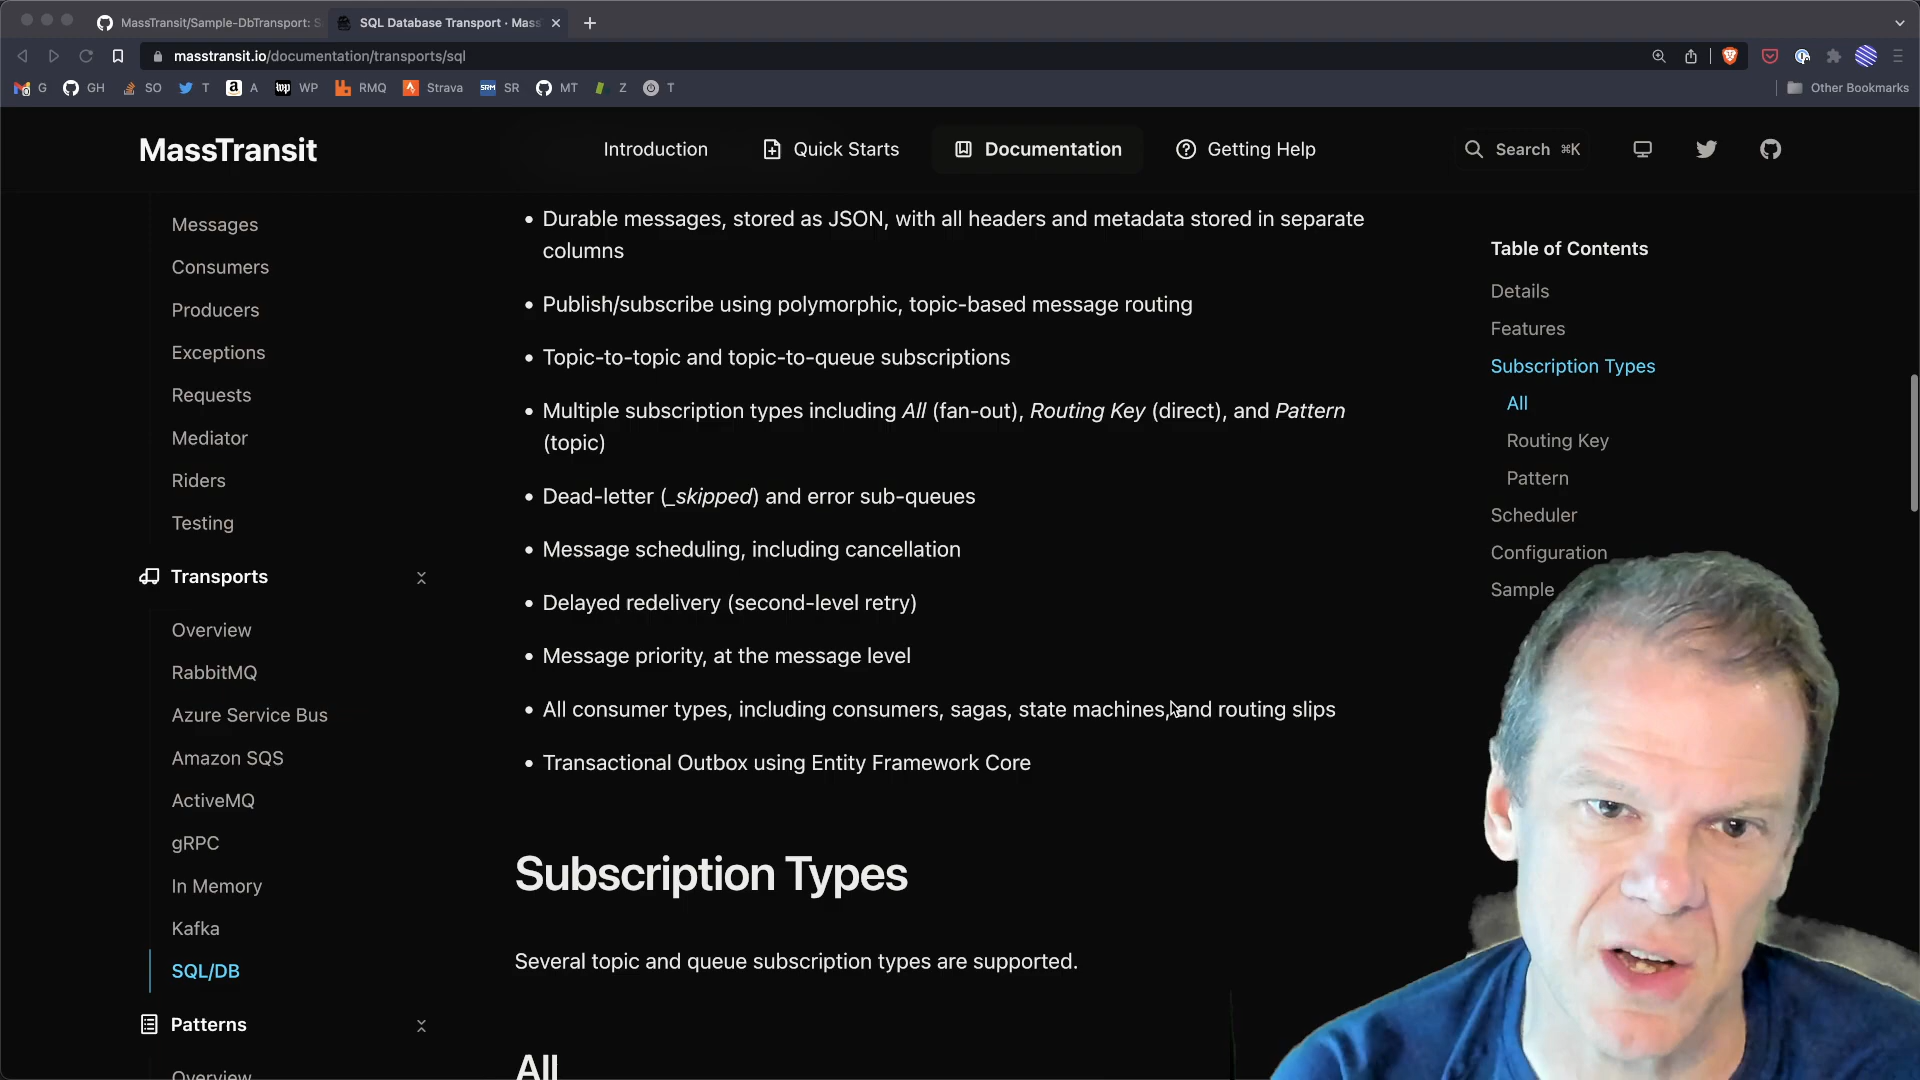 MassTransit/Sample-DbTransport: S
SQL Database Transport · Mass
masstransit.io/documentation/transports/sql
G
GH
SO
T
A
WP
RMQ
Strava
SRM SR
MT
Z
T
Other Bookmarks
MassTransit
Introduction
Quick Starts
Documentation
Getting Help
Search ⌘K
Messages
Consumers
Producers
Exceptions
Requests
Mediator
Riders
Testing
Transports
Overview
RabbitMQ
Azure Service Bus
Amazon SQS
ActiveMQ
gRPC
In Memory
Kafka
SQL/DB
Patterns
Overview
• Durable messages, stored as JSON, with all headers and metadata stored in separate
columns
• Publish/subscribe using polymorphic, topic-based message routing
• Topic-to-topic and topic-to-queue subscriptions
• Multiple subscription types including All (fan-out), Routing Key (direct), and Pattern
(topic)
• Dead-letter (_skipped) and error sub-queues
• Message scheduling, including cancellation
• Delayed redelivery (second-level retry)
• Message priority, at the message level
• All consumer types, including consumers, sagas, state machines, and routing slips
• Transactional Outbox using Entity Framework Core
Subscription Types
Several topic and queue subscription types are supported.
All
Table of Contents
Details
Features
Subscription Types
All
Routing Key
Pattern
Scheduler
Configuration
Sample